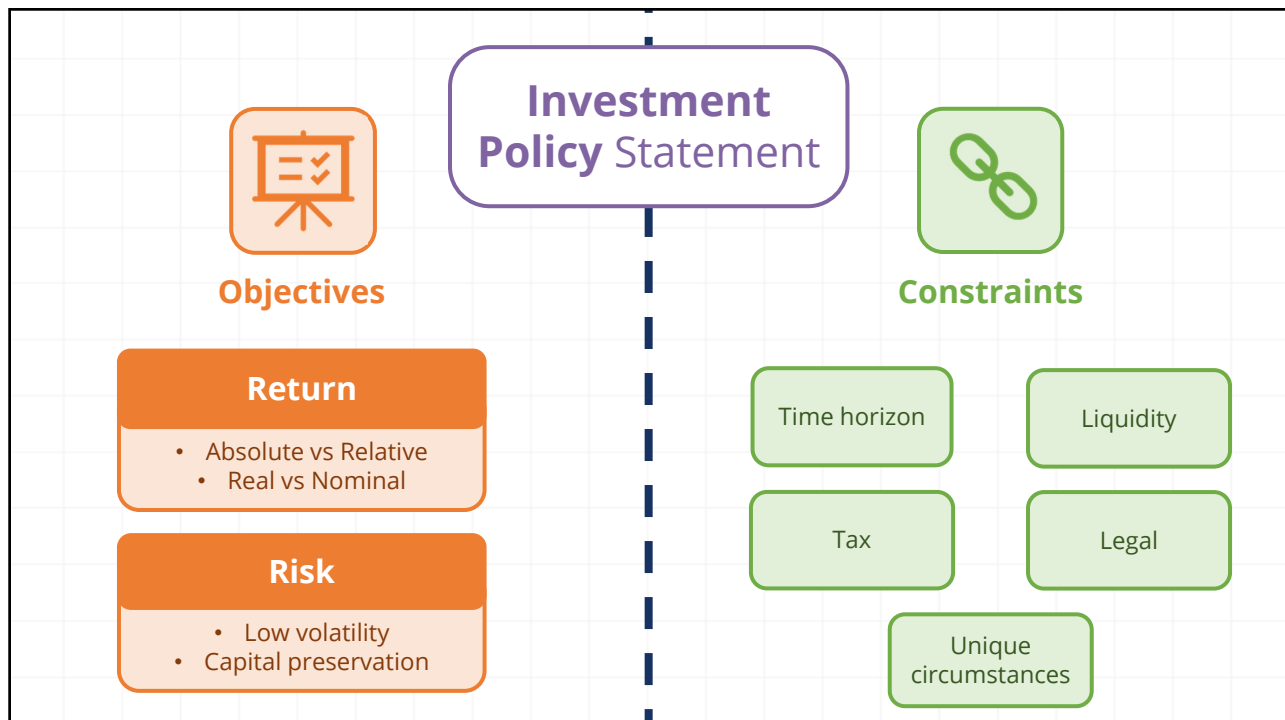 Investment
Policy Statement
Objectives
Return
• Absolute vs Relative
• Real vs Nominal
Risk
• Low volatility
• Capital preservation
Constraints
Time horizon
Liquidity
Tax
Legal
Unique
circumstances